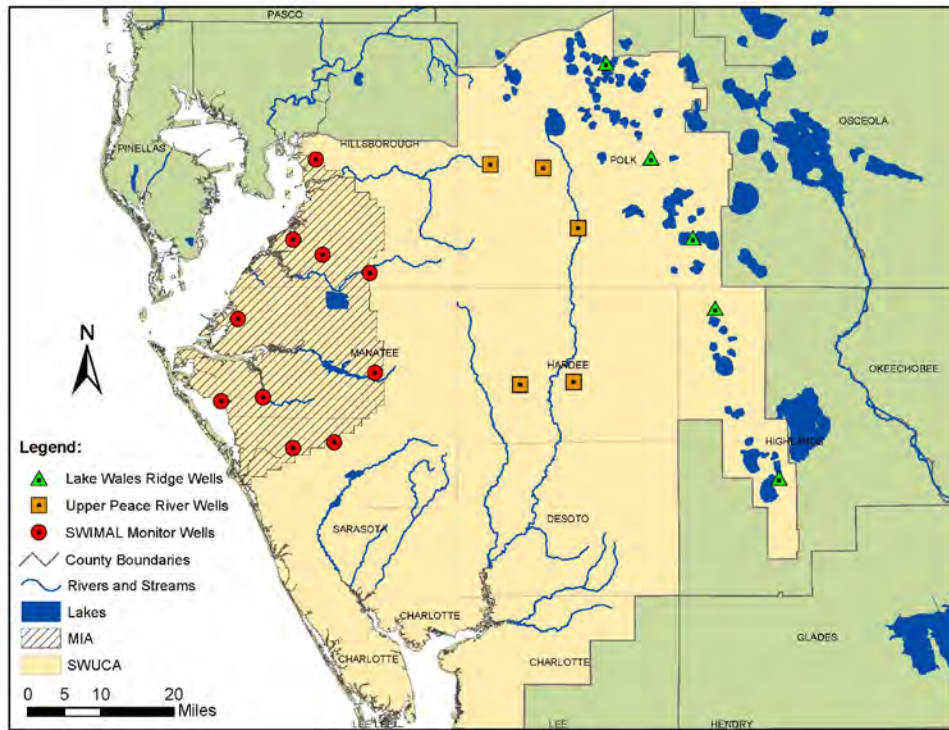 PASCO
OSCEOLA
HILLSBOROUGH
PINELLAS
POLK
N
MANATEE
HARDEE
OKEECHOBEE
HIGHLANDS
Legend:
Lake Wales Ridge Wells
Upper Peace River Wells
SWIMAL Monitor Wells
County Boundaries
Rivers and Streams
Lakes
MIA
SWUCA
0 5 10 20
Miles
SARASOTA
DESOTO
CHARLOTTE
GLADES
CHARLOTTE
CHARLOTTE
LEE
HENDRY